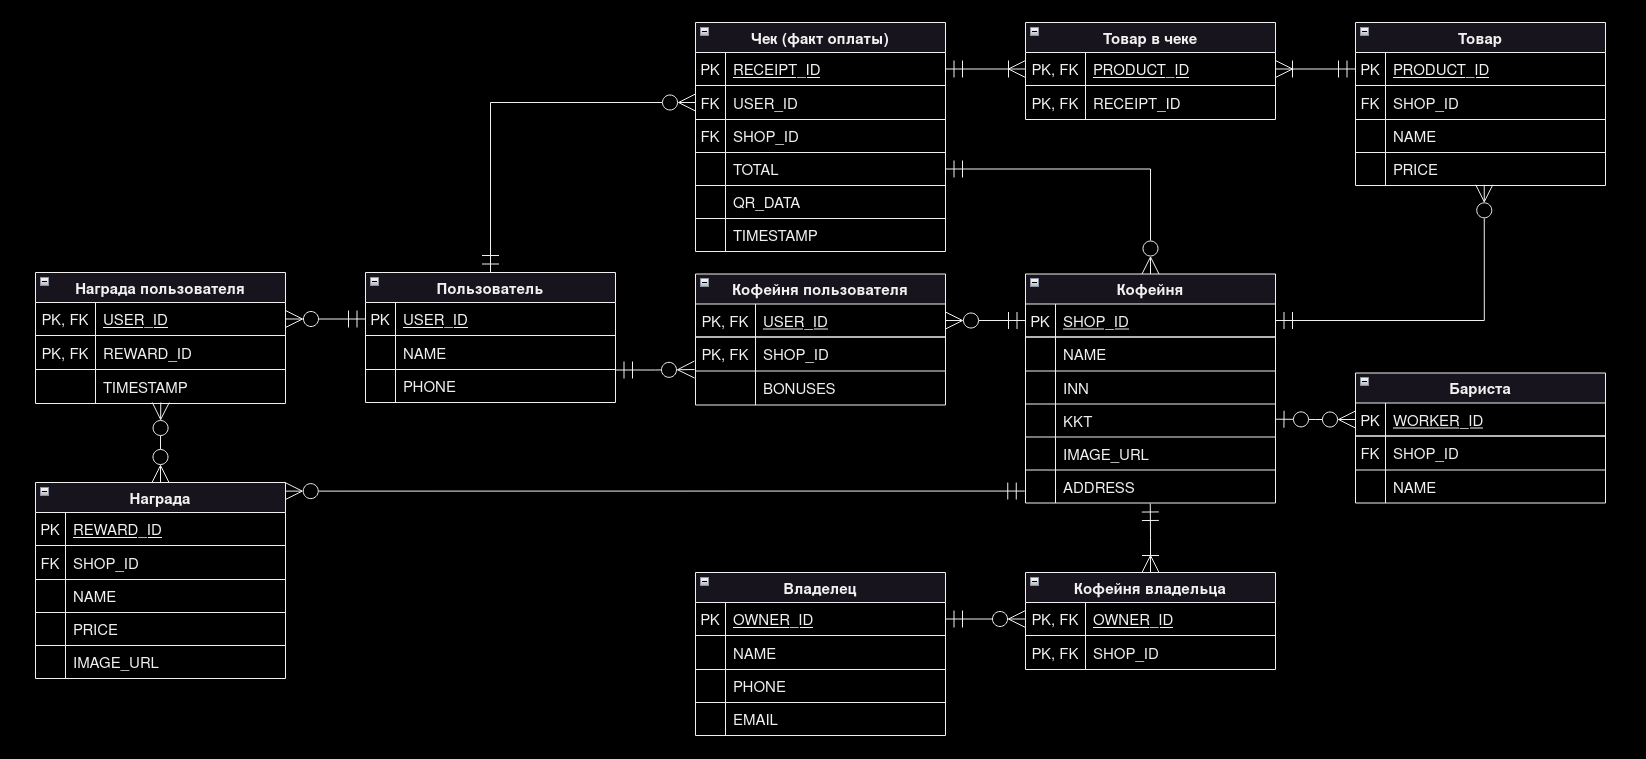 Чек (факт оплаты)
PK RECEIPT_ID
FK USER_ID
FK SHOP_ID
TOTAL
QR_DATA
TIMESTAMP
Товар в чеке
PK, FK PRODUCT_ID
PK, FK RECEIPT_ID
Товар
PK PRODUCT_ID
FK SHOP_ID
NAME
PRICE
Награда пользователя
PK, FK USER_ID
PK, FK REWARD_ID
TIMESTAMP
Пользователь
PK USER_ID
NAME
PHONE
Кофейня пользователя
PK, FK USER_ID
PK, FK SHOP_ID
BONUSES
Кофейня
PK SHOP_ID
NAME
INN
KKT
IMAGE_URL
ADDRESS
Бариста
PK WORKER_ID
FK SHOP_ID
NAME
Награда
PK REWARD_ID
FK SHOP_ID
NAME
PRICE
IMAGE_URL
Владелец
PK OWNER_ID
NAME
PHONE
EMAIL
Кофейня владельца
PK, FK OWNER_ID
PK, FK SHOP_ID